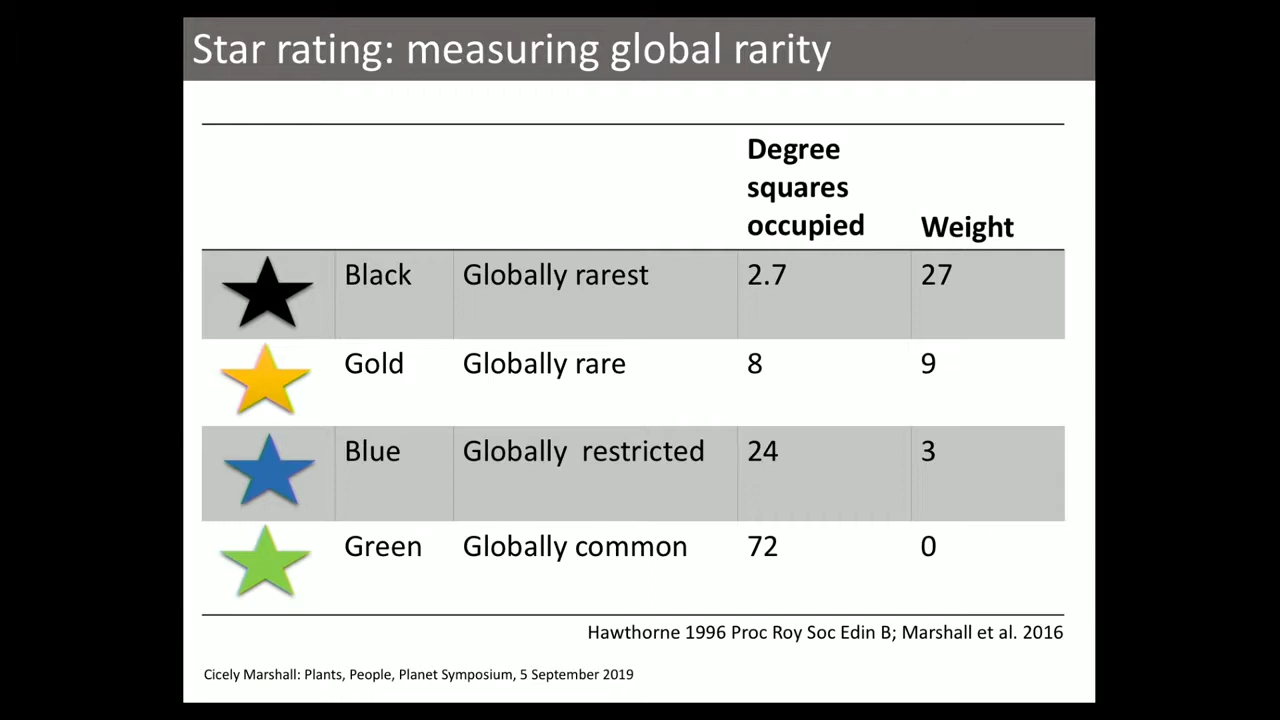 Star rating: measuring global rarity
Degree
squares
occupied Weight
Black Globally rarest 2.7 27
Gold Globally rare 8 9
Blue Globally restricted 24 3
Green Globally common 72 0
Hawthorne 1996 Proc Roy Soc Edin B; Marshall et al. 2016
Cicely Marshall: Plants, People, Planet Symposium, 5 September 2019